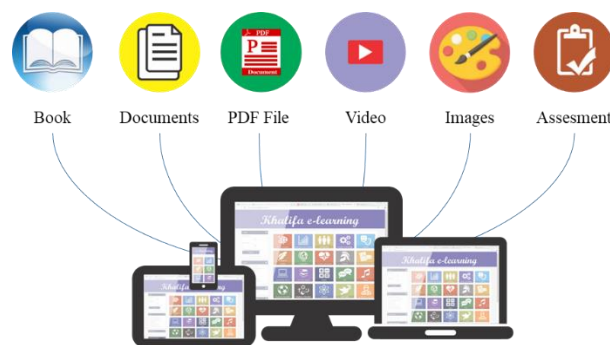 PDF
P
Document
Book
Documents
PDF File
Video
Images
Assesment
Khalifa e-learning
Khalifa e-learning
Khalifa e-learning